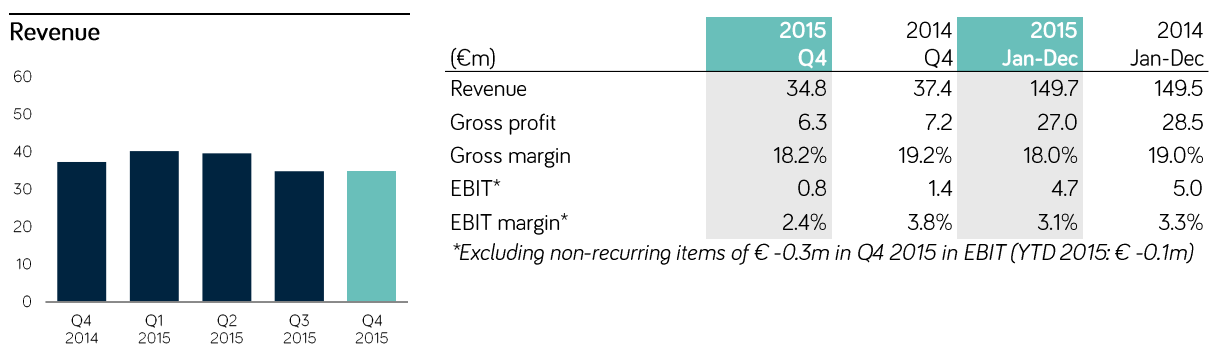 Revenue
60
50
40
30
20
10
0
Q4 Q1 Q2 Q3 Q4
2014 2015 2015 2015 2015
2015 2014 2015 2014
(€m) Q4 Q4 Jan-Dec Jan-Dec
Revenue 34.8 37.4 149.7 149.5
Gross profit 6.3 7.2 27.0 28.5
Gross margin 18.2% 19.2% 18.0% 19.0%
EBIT* 0.8 1.4 4.7 5.0
EBIT margin* 2.4% 3.8% 3.1% 3.3%
*Excluding non-recurring items of € -0.3m in Q4 2015 in EBIT (YTD 2015: € -0.1m)